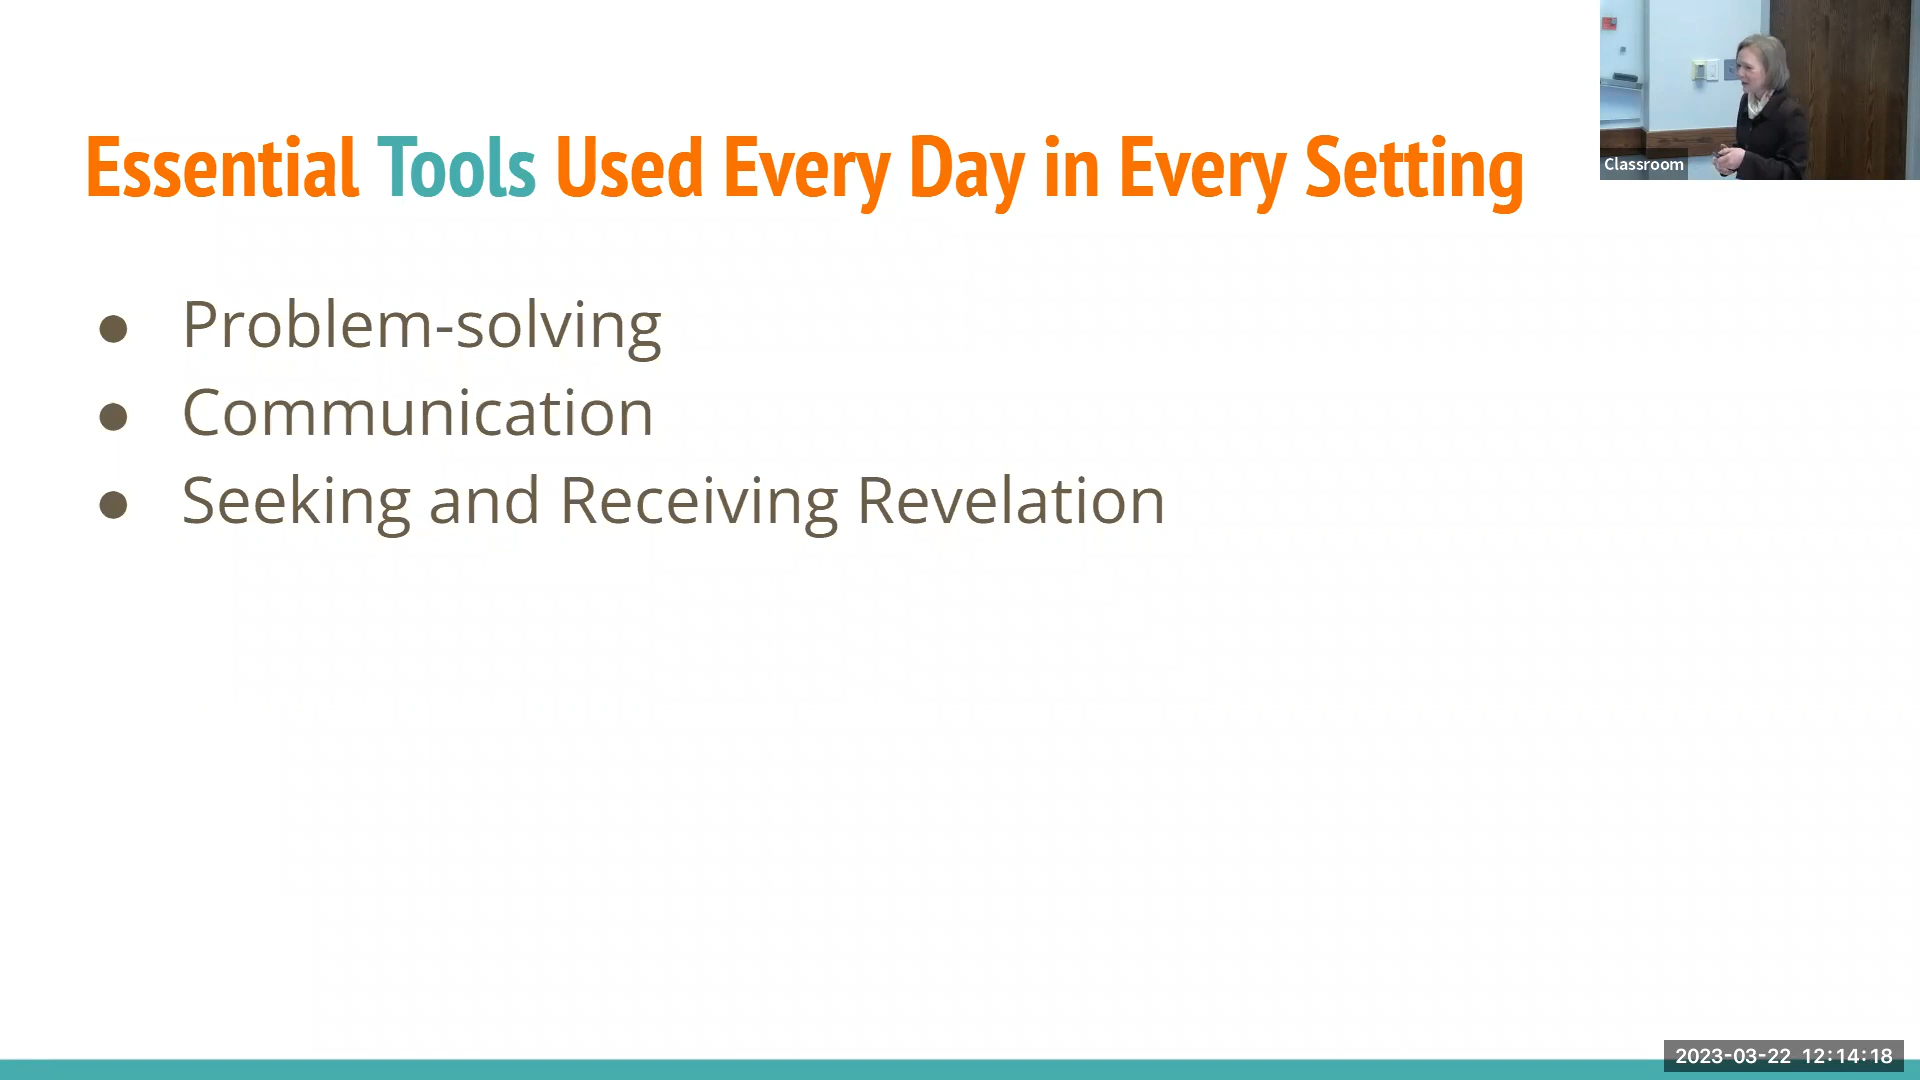 Essential Tools Used Every Day in Every Setting
Classroom
● Problem-solving
● Communication
● Seeking and Receiving Revelation
2023-03-22 12:14:18